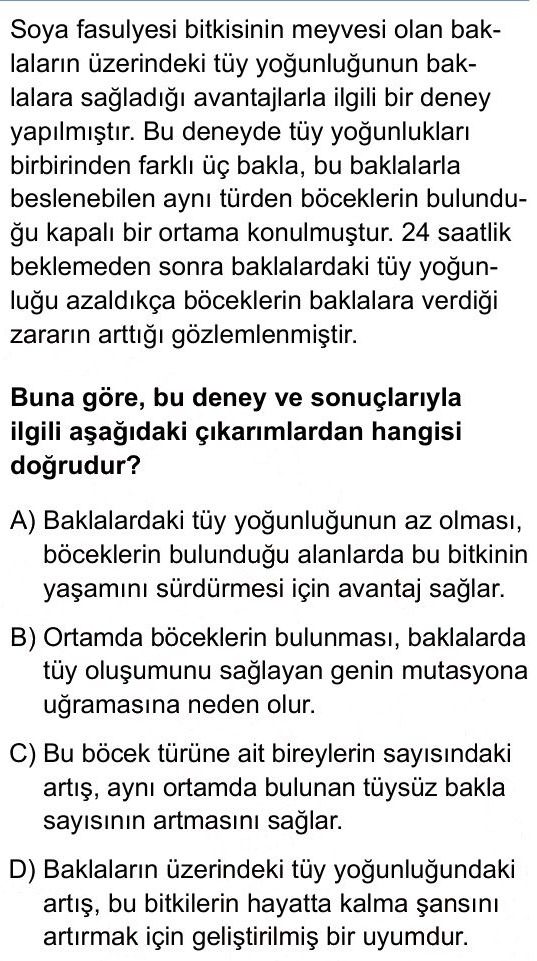 Soya fasulyesi bitkisinin meyvesi olan bak-
laların üzerindeki tüy yoğunluğunun bak-
lalara sağladığı avantajlarla ilgili bir deney
yapılmıştır. Bu deneyde tüy yoğunlukları
birbirinden farklı üç bakla, bu baklalarla
beslenebilen aynı türden böceklerin bulundu-
ğu kapalı bir ortama konulmuştur. 24 saatlik
beklemeden sonra baklalardaki tüy yoğun-
luğu azaldıkça böceklerin baklalara verdiği
zararın arttığı gözlemlenmiştir.
Buna göre, bu deney ve sonuçlarıyla
ilgili aşağıdaki çıkarımlardan hangisi
doğrudur?
A) Baklalardaki tüy yoğunluğunun az olması,
böceklerin bulunduğu alanlarda bu bitkinin
yaşamını sürdürmesi için avantaj sağlar.
B) Ortamda böceklerin bulunması, baklalarda
tüy oluşumunu sağlayan genin mutasyona
uğramasına neden olur.
C) Bu böcek türüne ait bireylerin sayısındaki
artış, aynı ortamda bulunan tüysüz bakla
sayısının artmasını sağlar.
D) Baklaların üzerindeki tüy yoğunluğundaki
artış, bu bitkilerin hayatta kalma şansını
artırmak için geliştirilmiş bir uyumdur.